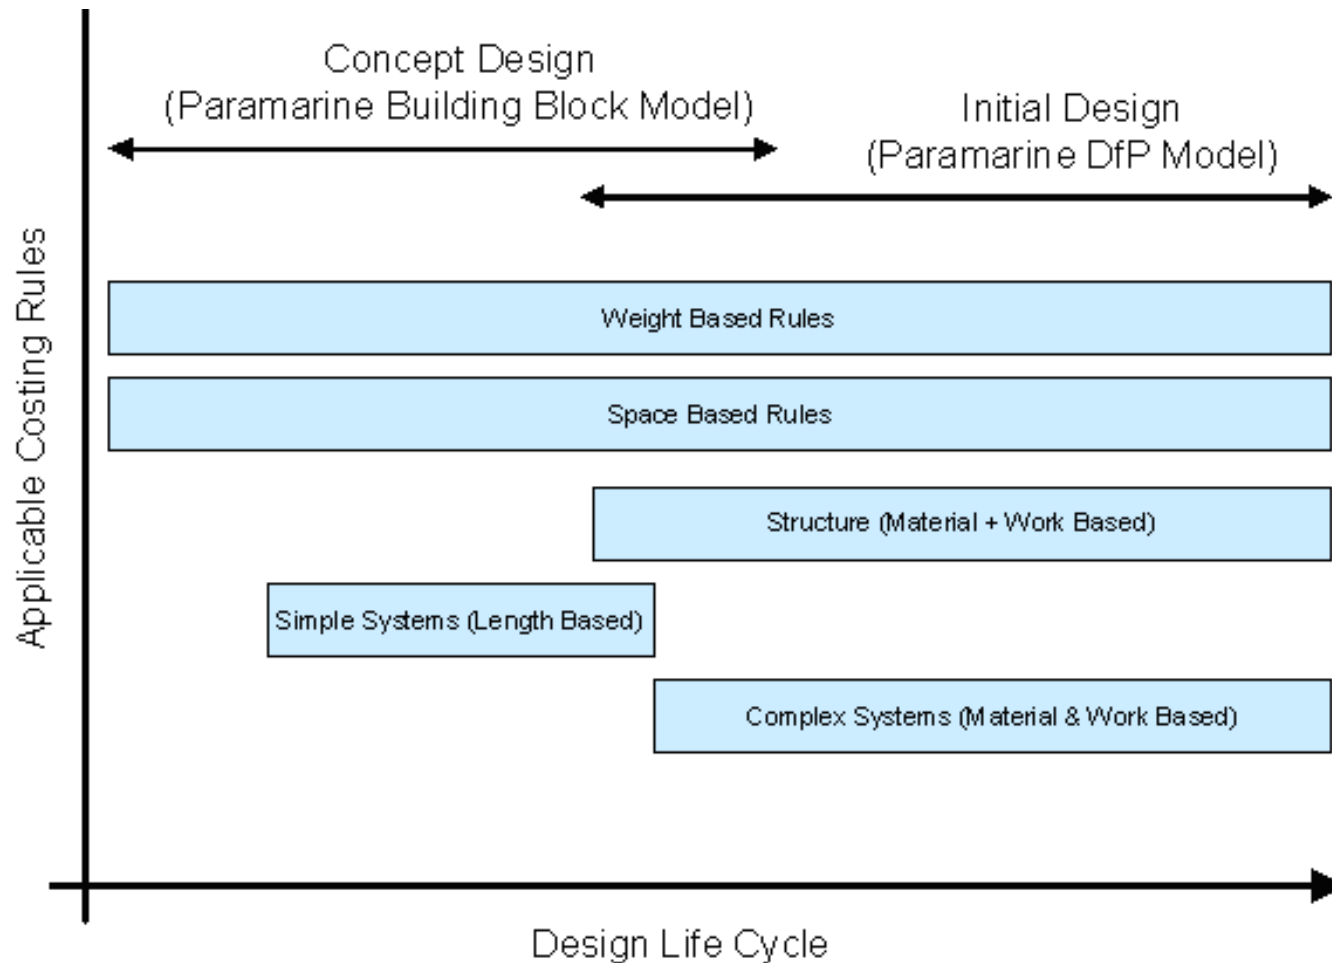 Concept Design
(Paramarine Building Block Model)
Initial Design
(Paramarine DfP Model)
Applicable Costing Rules
Weight Based Rules
Space Based Rules
Structure (Material + Work Based)
Simple Systems (Length Based)
Complex Systems (Material & Work Based)
Design Life Cycle